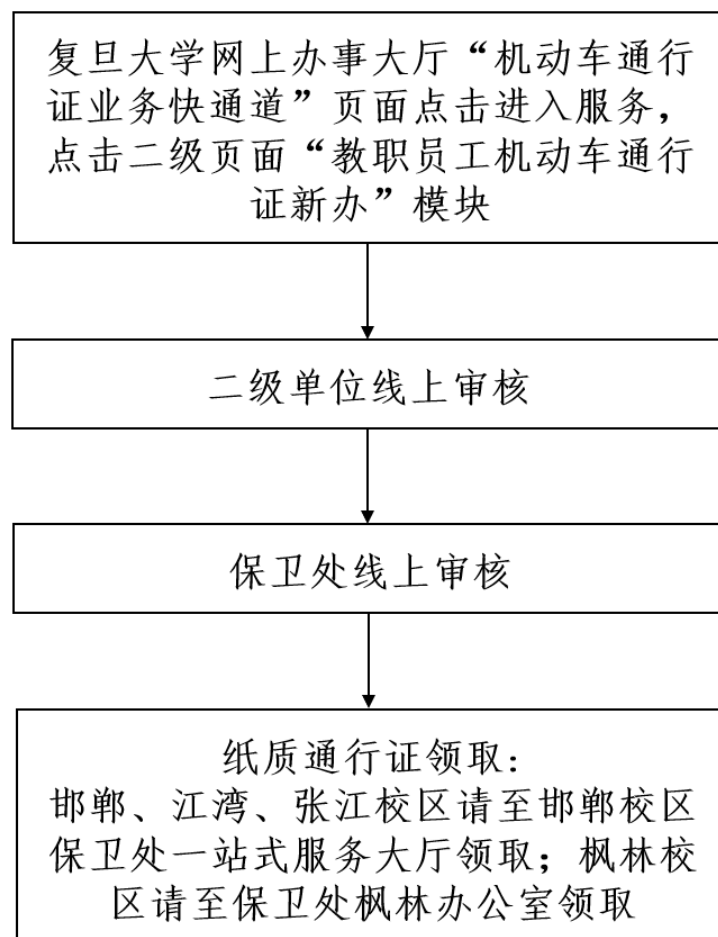 复旦大学网上办事大厅“机动车通行
证业务快通道”页面点击进入服务，
点击二级页面“教职员工机动车通行
证新办”模块
二级单位线上审核
保卫处线上审核
纸质通行证领取：
邯郸、江湾、张江校区请至邯郸校区
保卫处一站式服务大厅领取；枫林校
区请至保卫处枫林办公室领取